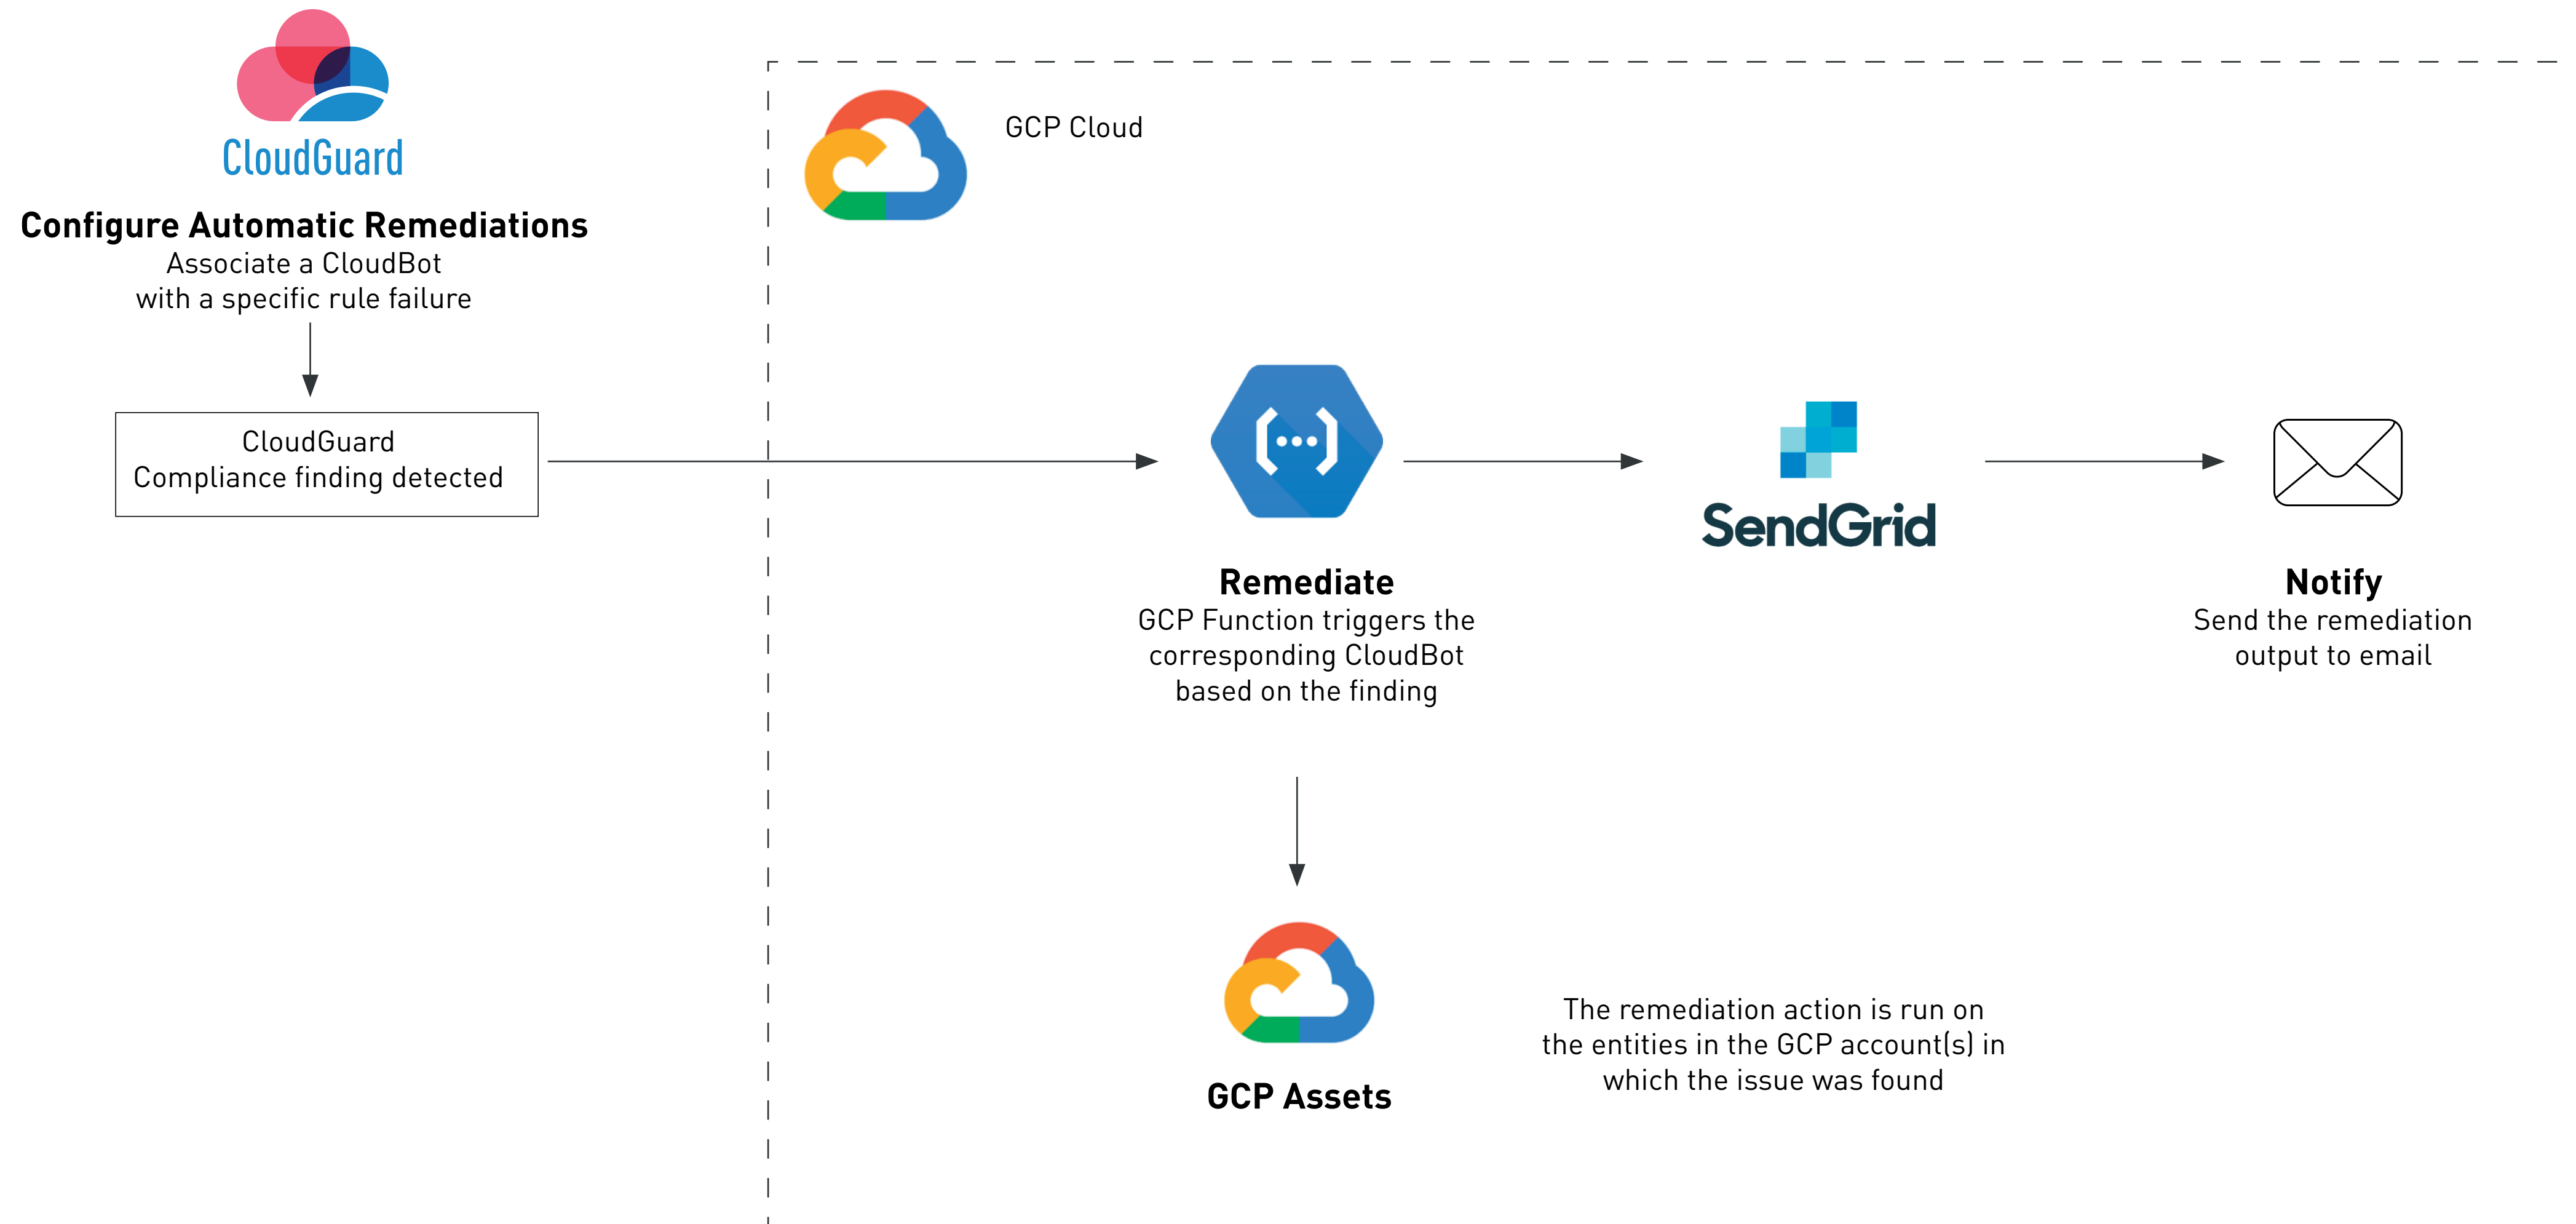 CloudGuard
Configure Automatic Remediations
Associate a CloudBot
with a specific rule failure
CloudGuard
Compliance finding detected
GCP Cloud
Remediate
GCP Function triggers the
corresponding CloudBot
based on the finding
SendGrid
Notify
Send the remediation
output to email
GCP Assets
The remediation action is run on
the entities in the GCP account(s) in
which the issue was found